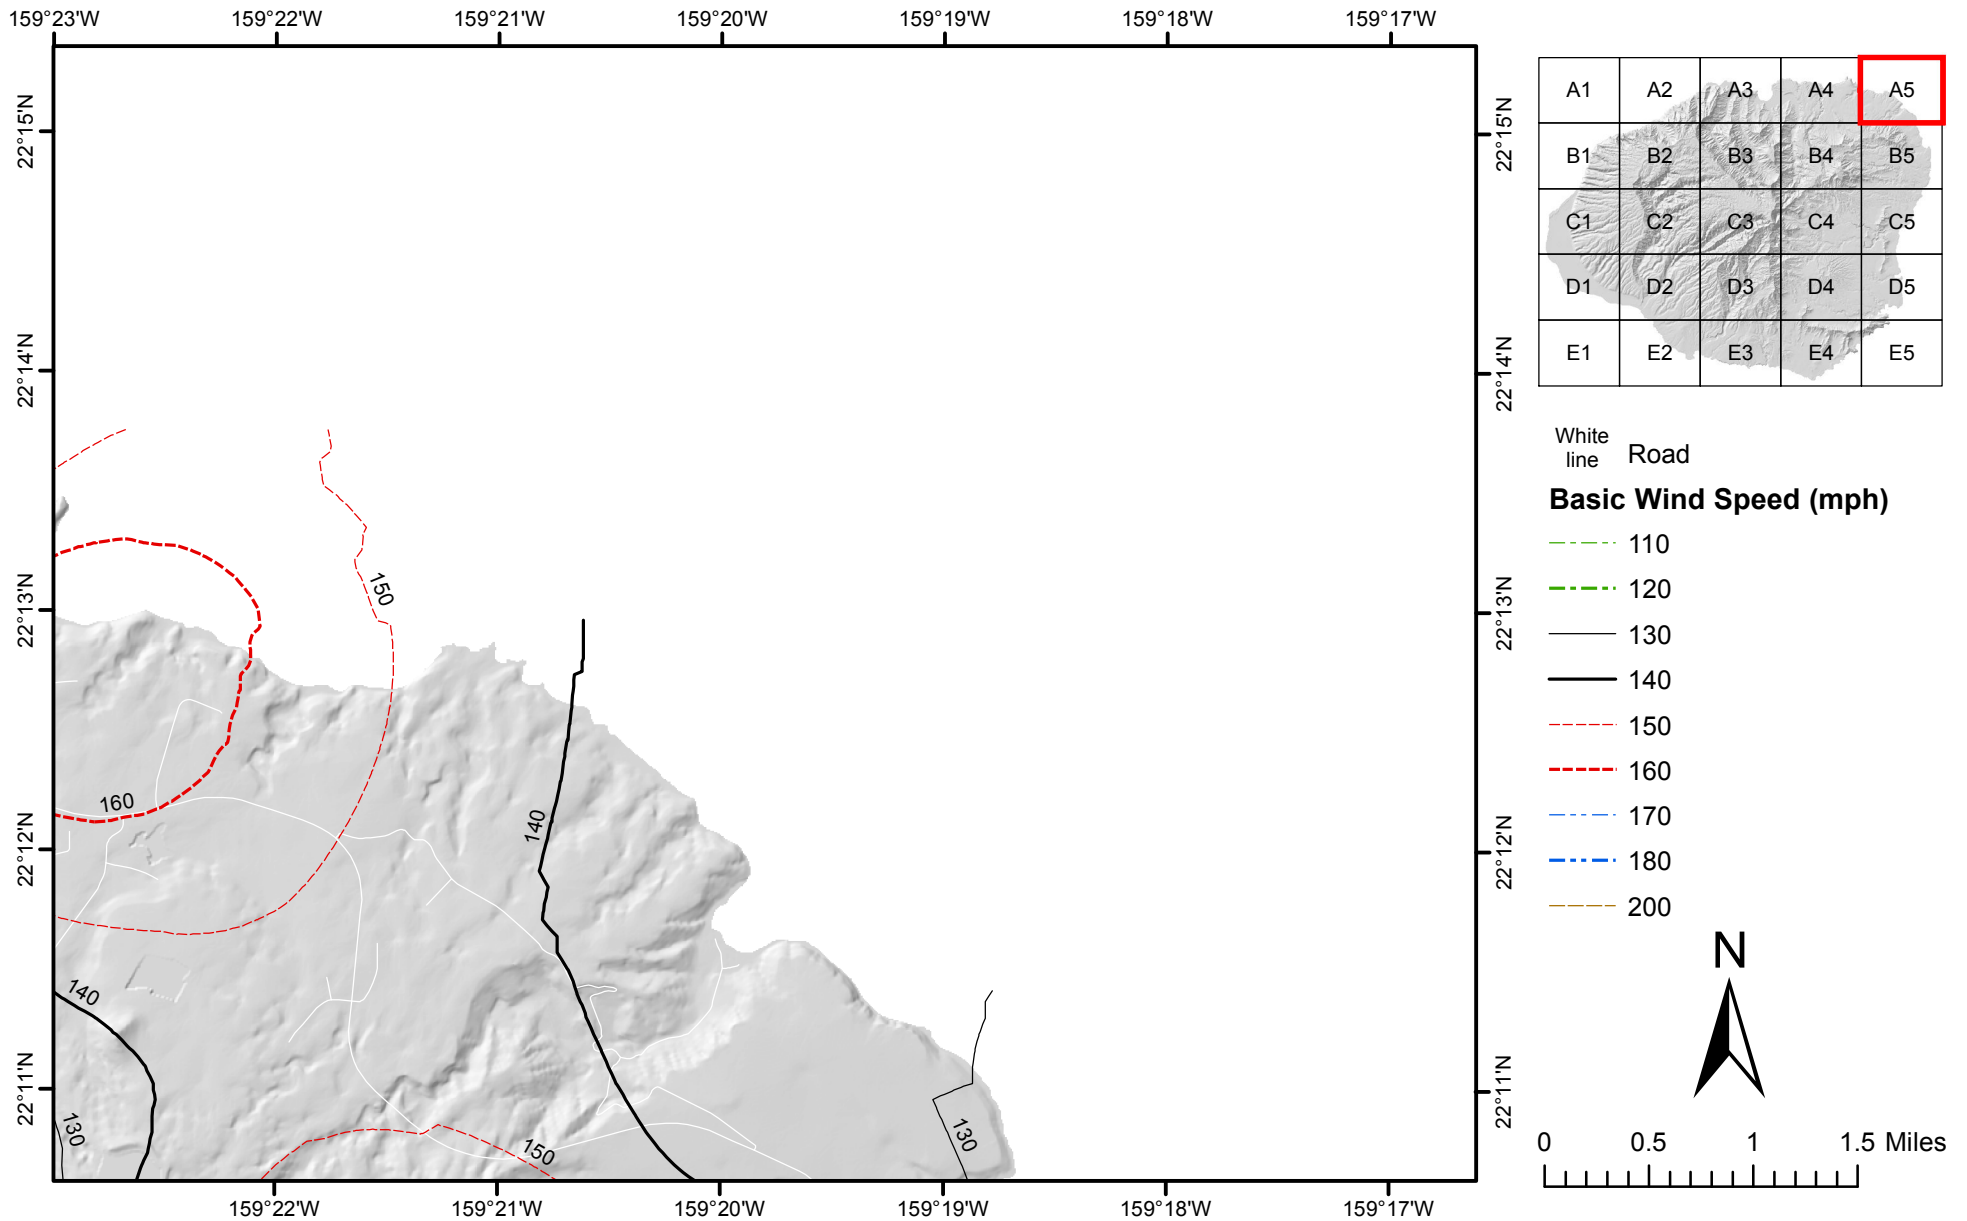 159°23'W 159°22'W 159°21'W 159°20'W 159°19'W 159°18'W 159°17'W
22°15'N
22°14'N
22°13'N
22°12'N
22°11'N
150
160
140
140
130
150
130
22°15'N
22°14'N
22°13'N
22°12'N
22°11'N
159°22'W 159°21'W 159°20'W 159°19'W 159°18'W 159°17'W
A1 A2 A3 A4 A5
B1 B2 B3 B4 B5
C1 C2 C3 C4 C5
D1 D2 D3 D4 D5
E1 E2 E3 E4 E5
White
line Road
Basic Wind Speed (mph)
110
120
130
140
150
160
170
180
200
N
0 0.5 1 1.5 Miles